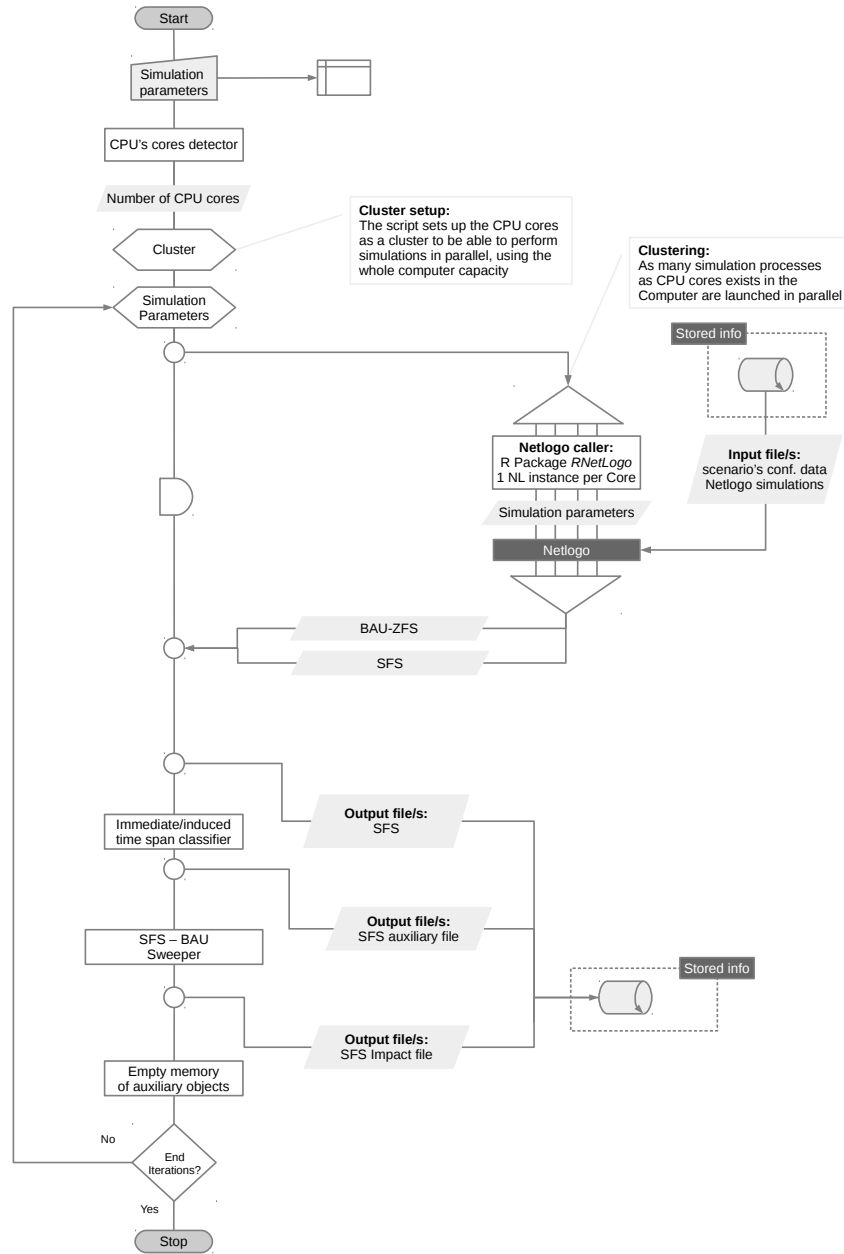 Start
Simulation
parameters
CPU's cores detector
Number of CPU cores
Cluster setup:
The script sets up the CPU cores
as a cluster to be able to perform
simulations in parallel, using the
whole computer capacity
Cluster
Clustering:
As many simulation processes
as CPU cores exists in the
Computer are launched in parallel
Simulation
Parameters
Stored info
Netlogo caller:
R Package RNetLogo
1 NL instance per Core
Input file/s:
scenario's conf. data
Netlogo simulations
Simulation parameters
Netlogo
BAU-ZFS
SFS
Output file/s:
SFS
Immediate/induced
time span classifier
Output file/s:
SFS auxiliary file
SFS – BAU
Sweeper
Stored info
Output file/s:
SFS Impact file
Empty memory
of auxiliary objects
No
End
Iterations?
Yes
Stop